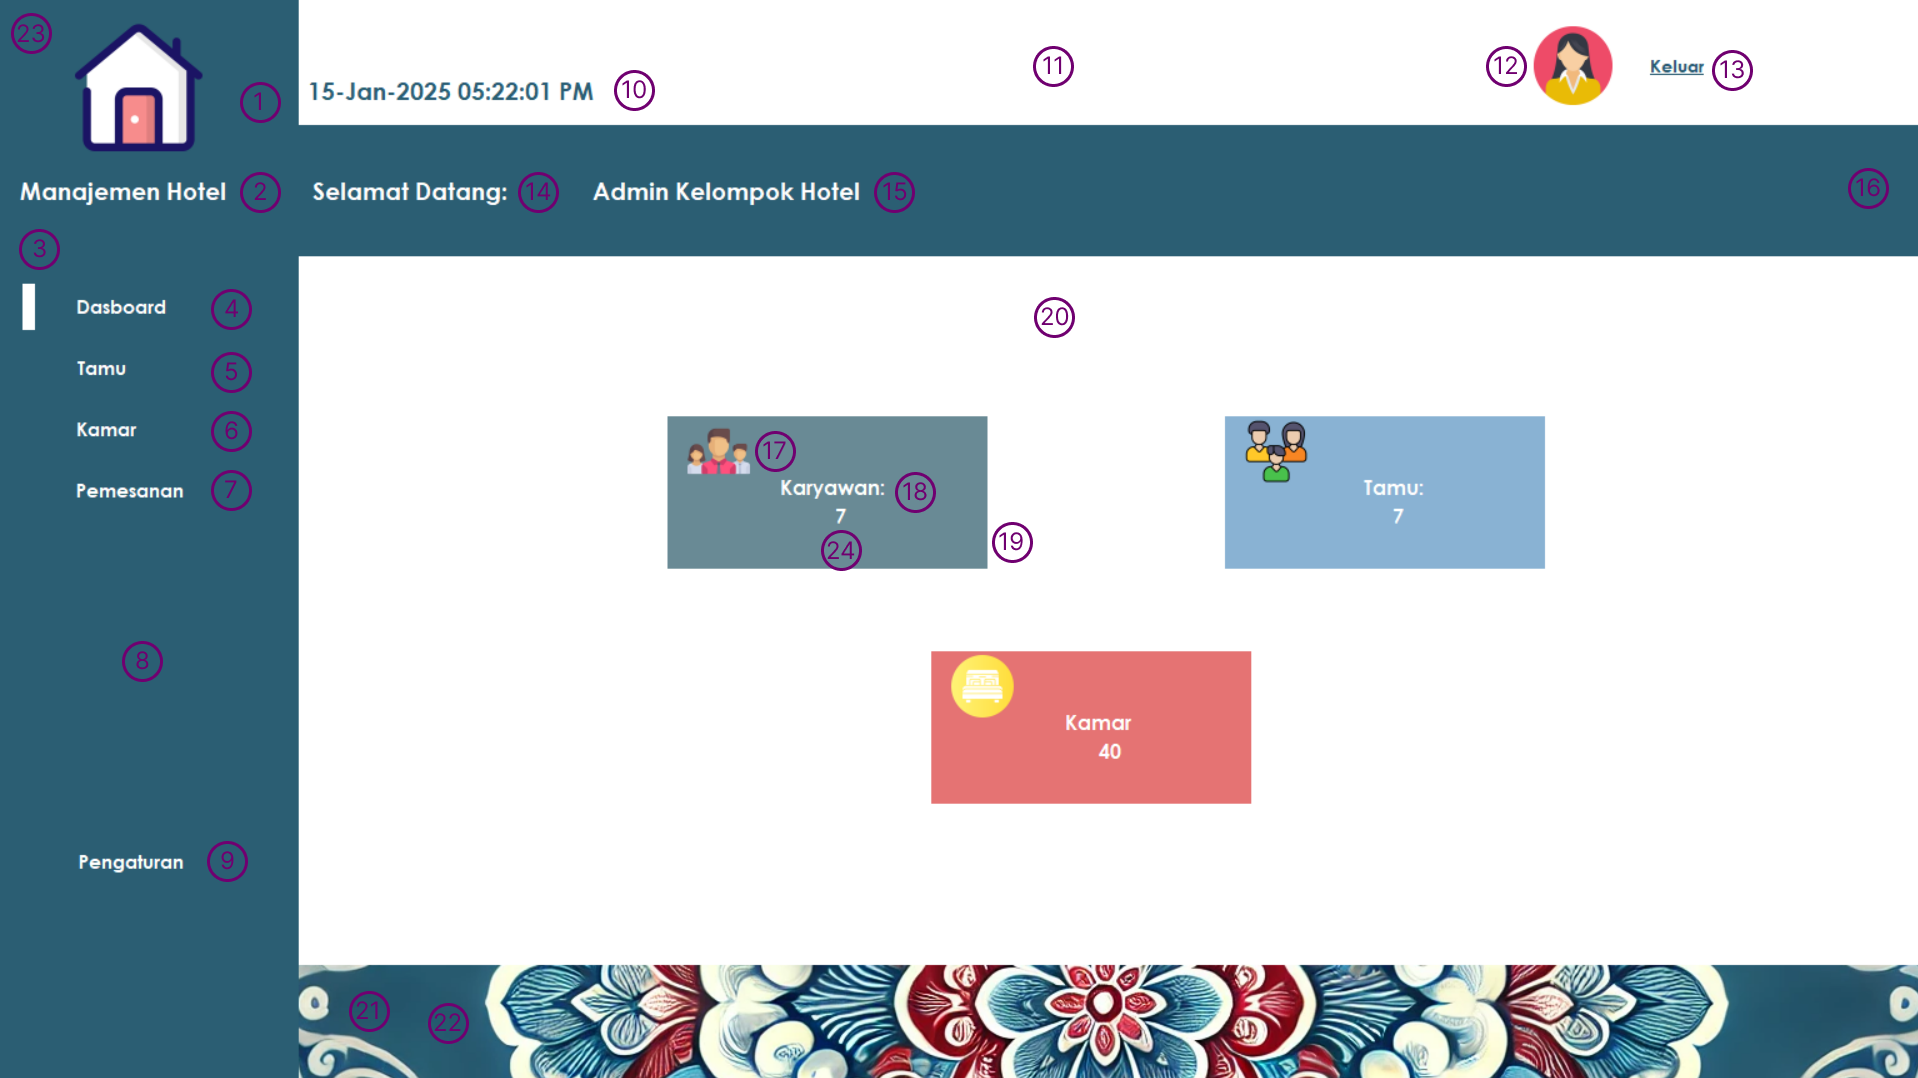 23
1
15-Jan-2025 05:22:01 PM 10
11
12
Keluar 13
Manajemen Hotel 2
Selamat Datang: 14 Admin Kelompok Hotel 15
16
3
Dasboard 4
Tamu 5
Kamar 6
Pemesanan 7
8
Pengaturan 9
20
17
Karyawan: 18
7
24
19
Tamu:
7
Kamar
40
21
22